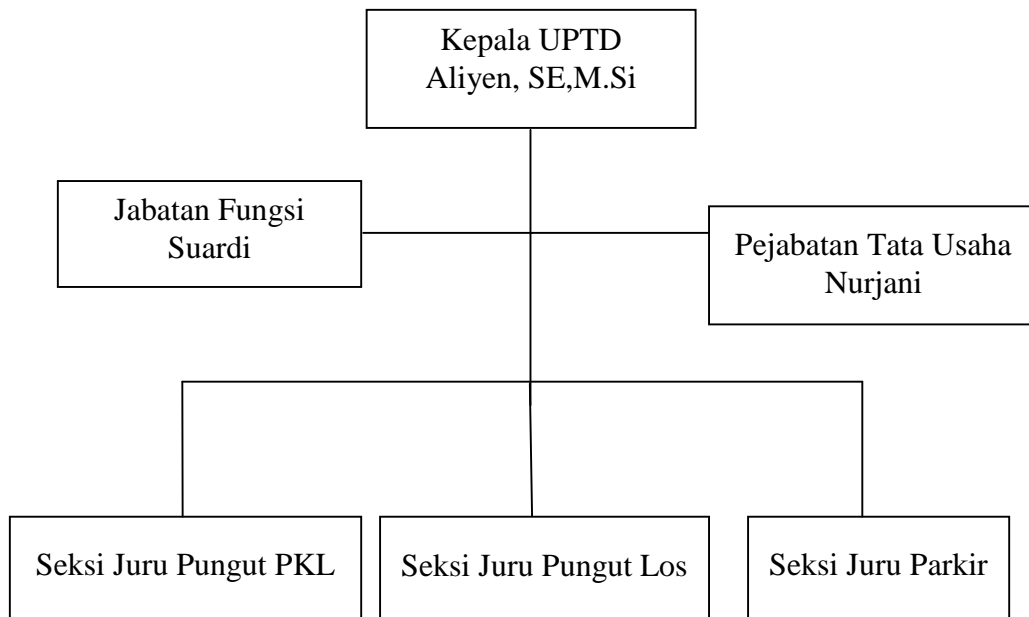 Kepala UPTD
Aliyen, SE,M.Si
Jabatan Fungsi
Suardi
Pejabatan Tata Usaha
Nurjani
Seksi Juru Pungut PKL
Seksi Juru Pungut Los
Seksi Juru Parkir